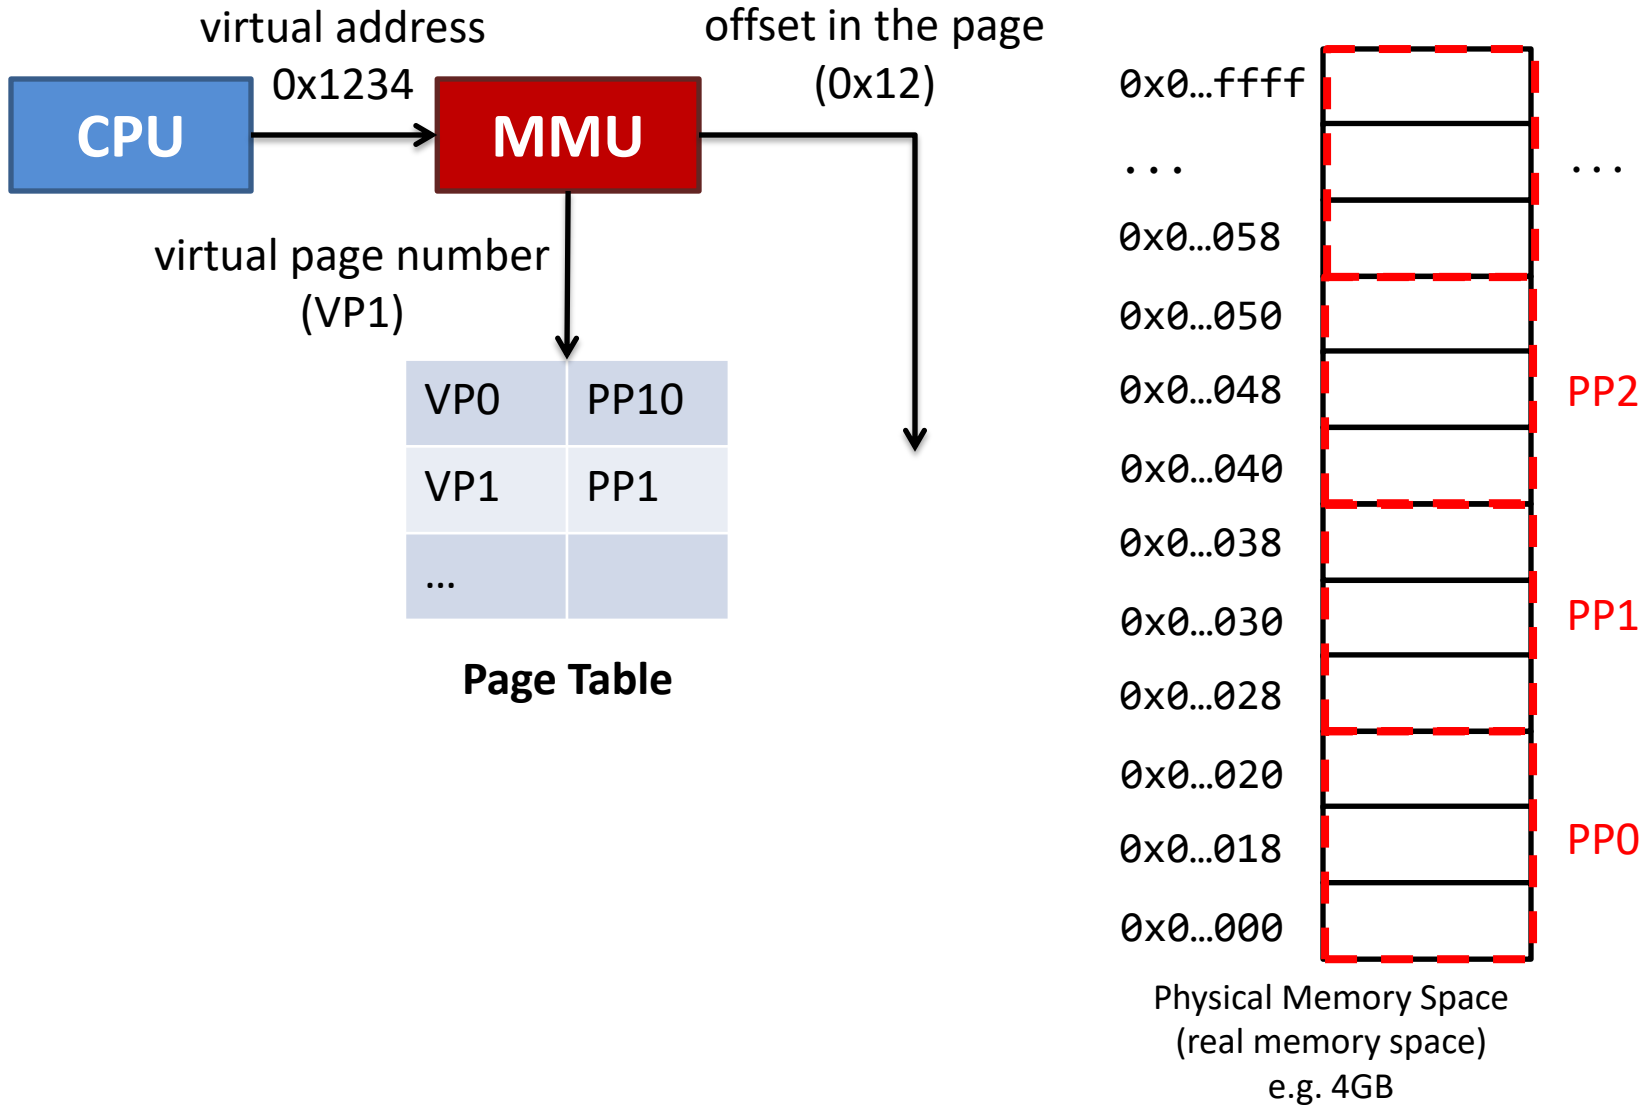 virtual address
0x1234
offset in the page
(0x12)
CPU
MMU
virtual page number
(VP1)
VP0 PP10
VP1 PP1
…
Page Table
0x0…ffff
...
...
0x0…058
0x0…050
0x0…048
PP2
0x0…040
0x0…038
0x0…030
PP1
0x0…028
0x0…020
0x0…018
PP0
0x0…000
Physical Memory Space
(real memory space)
e.g. 4GB